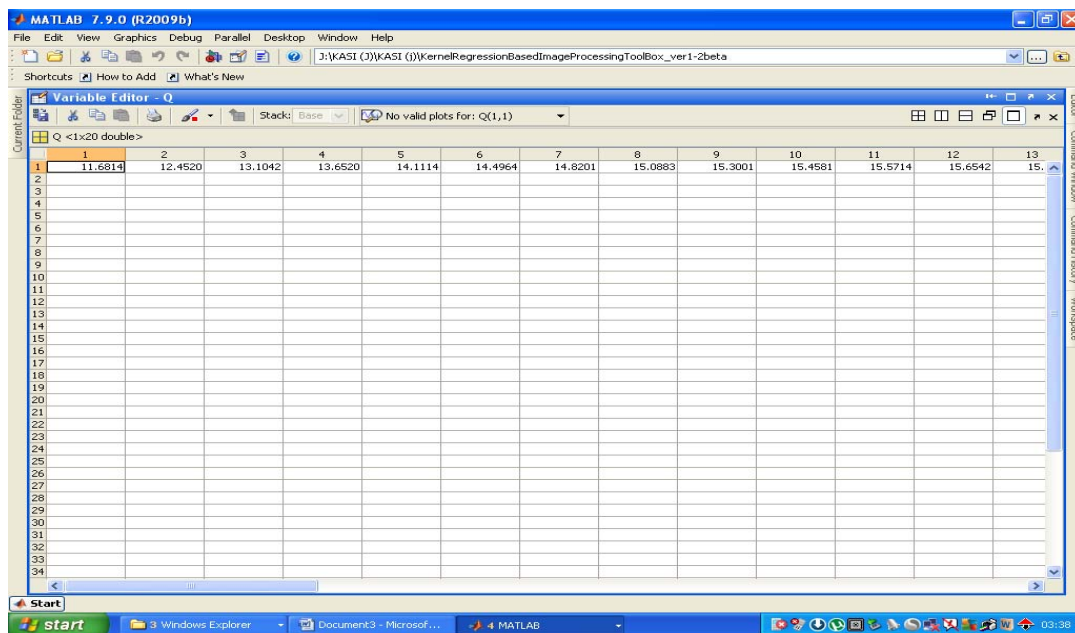 MATLAB 7.9.0 (R2009b)
File Edit View Graphics Debug Parallel Desktop Window Help
J:\KASI (J)\KASI (j)\KernelRegressionBasedImageProcessingToolBox_ver1-2beta
Shortcuts How to Add What's New
Current Folder
Variable Editor - Q
Stack: Base No valid plots for: Q(1,1)
Q <1x20 double>
1 2 3 4 5 6 7 8 9 10 11 12 13
1 11.6814 12.4520 13.1042 13.6520 14.1114 14.4964 14.8201 15.0883 15.3001 15.4581 15.5714 15.6542 15.
2
3
4
5
6
7
8
9
10
11
12
13
14
15
16
17
18
19
20
21
22
23
24
25
26
27
28
29
30
31
32
33
34
Command Window
Command History
Workspace
Start
start 3 Windows Explorer Document3 - Microsof... 4 MATLAB 03:38